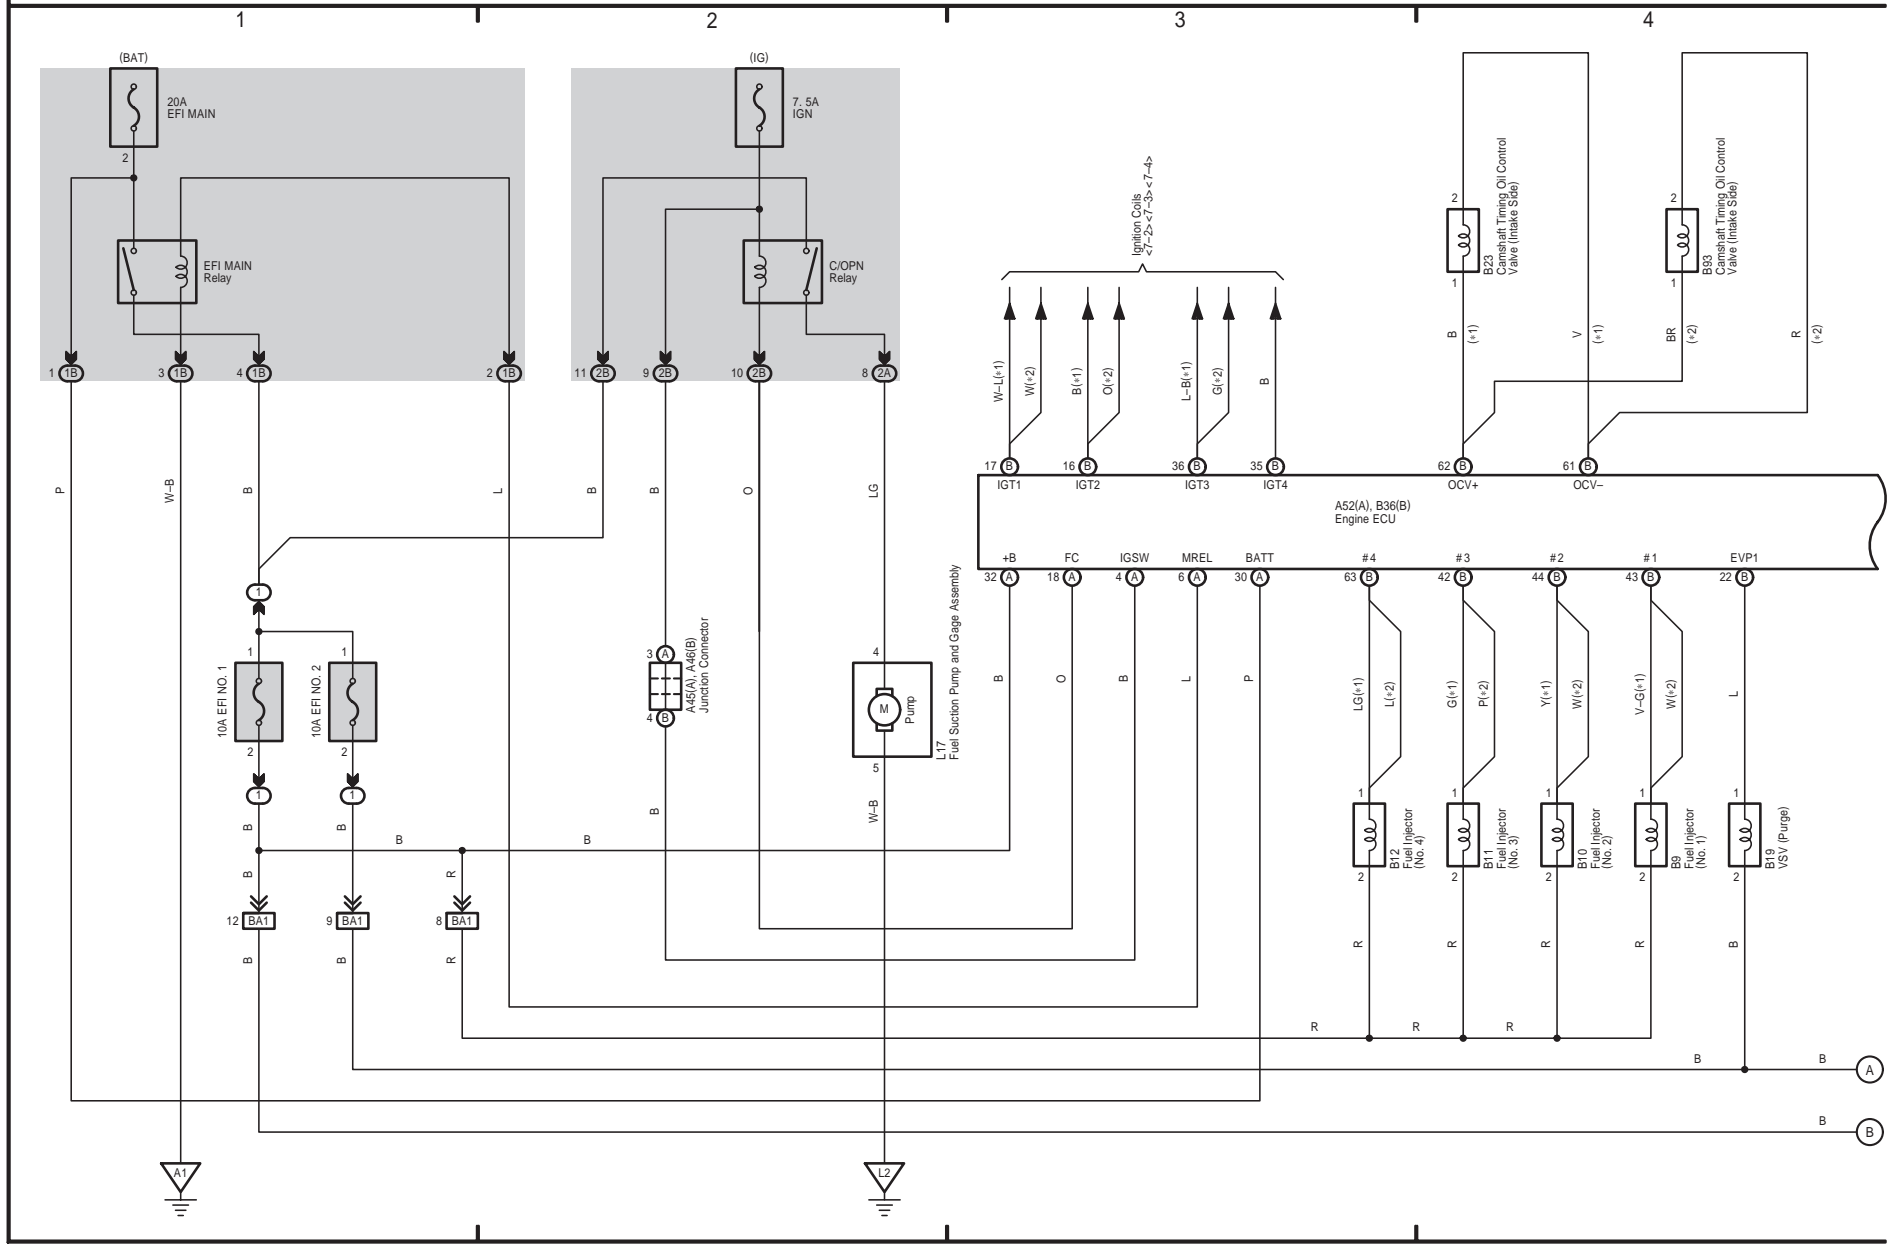 1
2
3
4
(BAT)
20A
EFI MAIN
2
EFI MAIN
Relay
1 1B
3 1B
4 1B
2 1B
(IG)
7. 5A
IGN
C/OPN
Relay
11 2B
9 2B
10 2B
8 2A
P
W–B
B
L
B
B
O
LG
1
1
10A EFI NO. 1
2
1
10A EFI NO. 2
2
1
1
B
B
B
B
B
R
12 BA1
9 BA1
8 BA1
B
B
R
3 A
A45(A), A46(B)
Junction Connector
4 B
B
4
M
Pump
5
L17
Fuel Suction Pump and Gage Assembly
W–B
Ignition Coils
<7–2><7–3><7–4>
W–L(*1)
W(*2)
B(*1)
O(*2)
L–B(*1)
G(*2)
B
17 B
16 B
36 B
35 B
62 B
61 B
IGT1
IGT2
IGT3
IGT4
OCV+
OCV–
A52(A), B36(B)
Engine ECU
2
B23
Camshaft Timing Oil Control
Valve (Intake Side)
1
B
(*1)
V
(*1)
2
B93
Camshaft Timing Oil Control
Valve (Intake Side)
1
BR
(*2)
R
(*2)
+B
FC
IGSW
MREL
BATT
#4
#3
#2
#1
EVP1
32 A
18 A
4 A
6 A
30 A
63 B
42 B
44 B
43 B
22 B
B
O
B
L
P
LG(*1)
L(*2)
G(*1)
P(*2)
Y(*1)
W(*2)
V–G(*1)
W(*2)
L
1
B12
Fuel Injector
(No. 4)
2
1
B11
Fuel Injector
(No. 3)
2
1
B10
Fuel Injector
(No. 2)
2
1
B9
Fuel Injector
(No. 1)
2
1
B19
VSV (Purge)
2
R
R
R
R
B
R
R
R
B
B
A
B
B
A1
L2